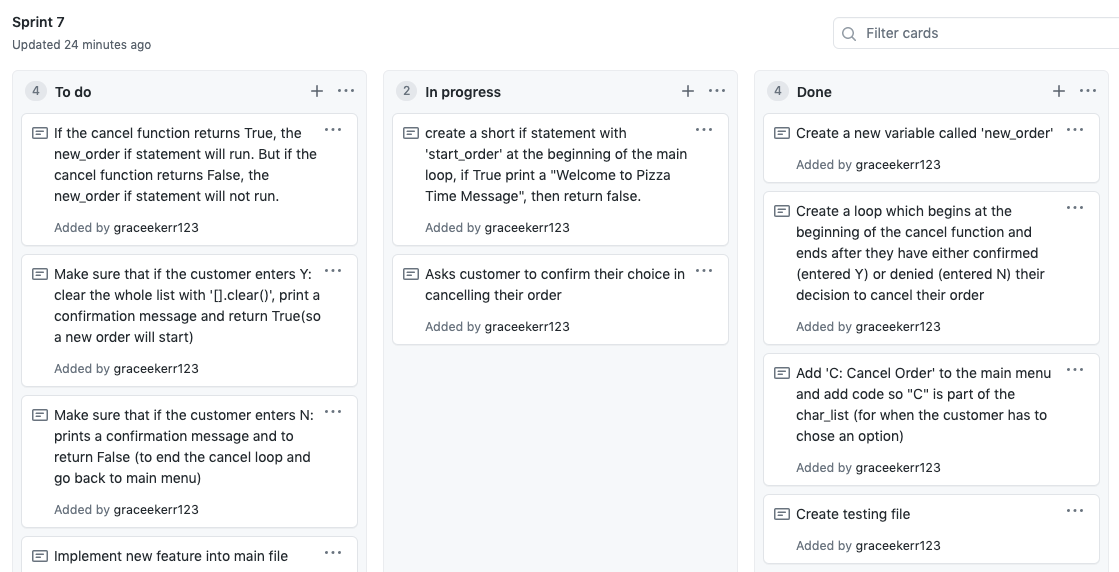 Sprint 7
Updated 24 minutes ago
Filter cards
4 To do
If the cancel function returns True, the
new_order if statement will run. But if the
cancel function returns False, the
new_order if statement will not run.
Added by graceekerr123
Make sure that if the customer enters Y:
clear the whole list with '[].clear()', print a
confirmation message and return True(so
a new order will start)
Added by graceekerr123
Make sure that if the customer enters N:
prints a confirmation message and to
return False (to end the cancel loop and
go back to main menu)
Added by graceekerr123
Implement new feature into main file
2 In progress
create a short if statement with
'start_order' at the beginning of the main
loop, if True print a "Welcome to Pizza
Time Message", then return false.
Added by graceekerr123
Asks customer to confirm their choice in
cancelling their order
Added by graceekerr123
4 Done
Create a new variable called 'new_order'
Added by graceekerr123
Create a loop which begins at the
beginning of the cancel function and
ends after they have either confirmed
(entered Y) or denied (entered N) their
decision to cancel their order
Added by graceekerr123
Add 'C: Cancel Order' to the main menu
and add code so "C" is part of the
char_list (for when the customer has to
chose an option)
Added by graceekerr123
Create testing file
Added by graceekerr123